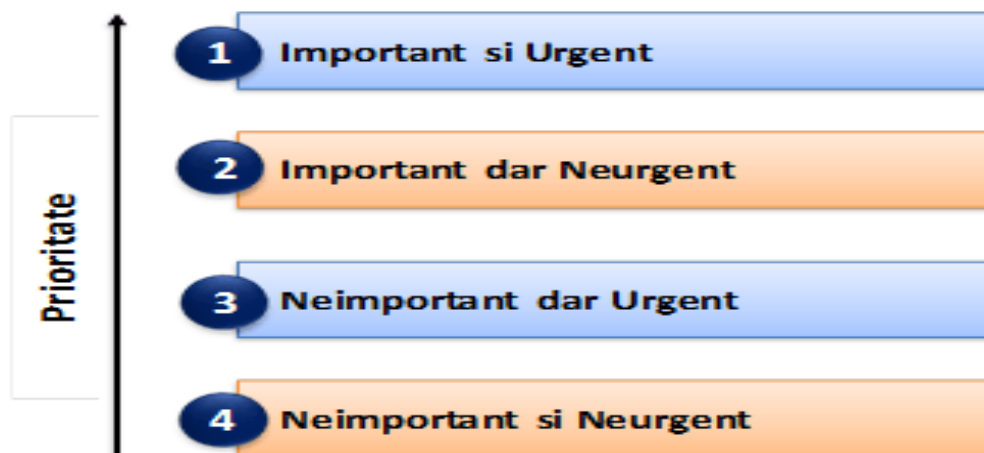 1 Important si Urgent
2 Important dar Neurgent
Prioritate
3 Neimportant dar Urgent
4 Neimportant si Neurgent